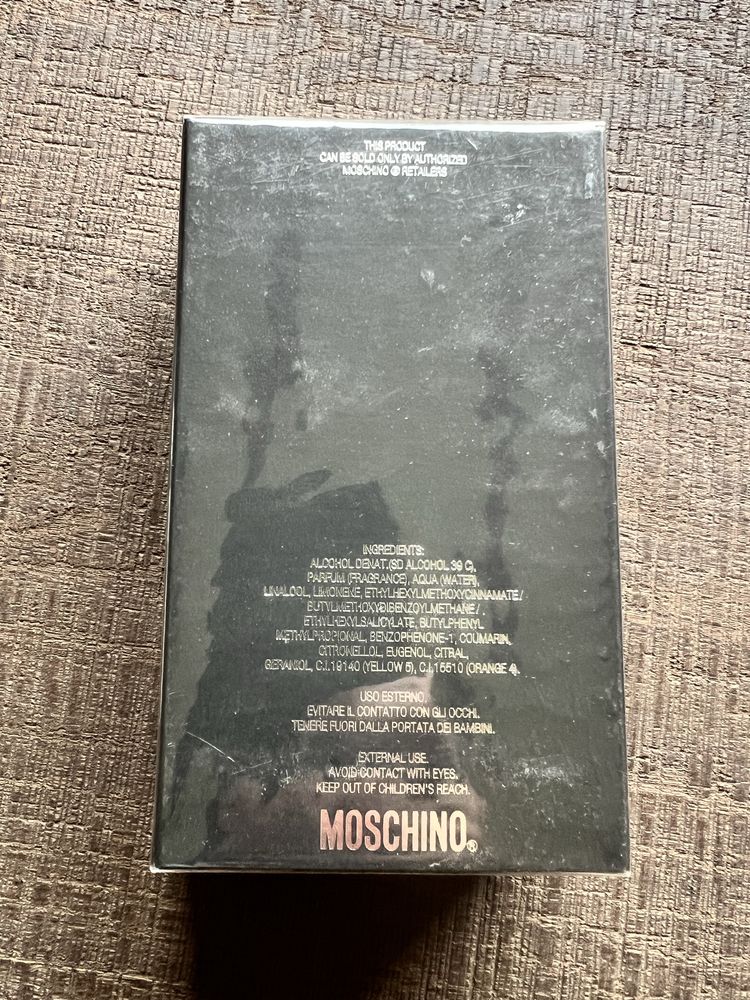 THIS PRODUCT
CAN BE SOLD ONLY BY AUTHORIZED
MOSCHINO ® RETAILERS
INGREDIENTS:
ALCOHOL DENAT.(SD ALCOHOL 39 C),
PARFUM (FRAGRANCE), AQUA (WATER),
LINALOOL, LIMONENE, ETHYLHEXYLMETHOXYCINNAMATE /
BUTYLMETHOXYDIBENZOYLMETHANE /
ETHYLHEXYLSALICYLATE, BUTYLPHENYL
METHYLPROPIONAL, BENZOPHENONE-1, COUMARIN,
CITRONELLOL, EUGENOL, CITRAL,
GERANIOL, C.I.19140 (YELLOW 5), C.I.15510 (ORANGE 4).
USO ESTERNO.
EVITARE IL CONTATTO CON GLI OCCHI.
TENERE FUORI DALLA PORTATA DEI BAMBINI.
EXTERNAL USE.
AVOID CONTACT WITH EYES.
KEEP OUT OF CHILDREN'S REACH.
MOSCHINO®